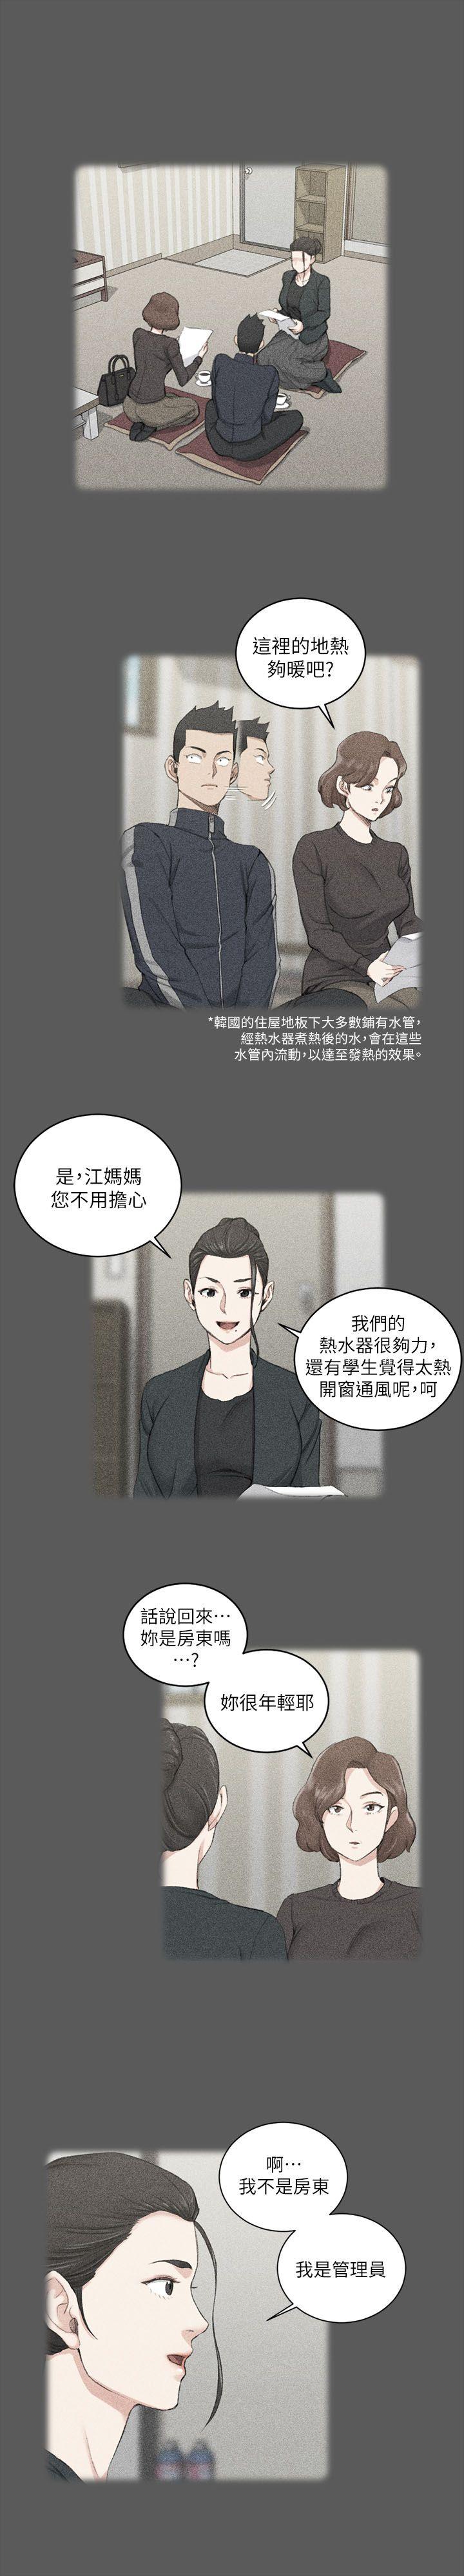 這裡的地熱
夠暖吧?
*韓國的住屋地板下大多數鋪有水管,
經熱水器煮熱後的水,會在這些
水管內流動,以達至發熱的效果。
是,江媽媽
您不用擔心
我們的
熱水器很夠力,
還有學生覺得太熱
開窗通風呢,呵
話說回來⋯
妳是房東嗎
⋯?
妳很年輕耶
啊⋯
我不是房東
我是管理員